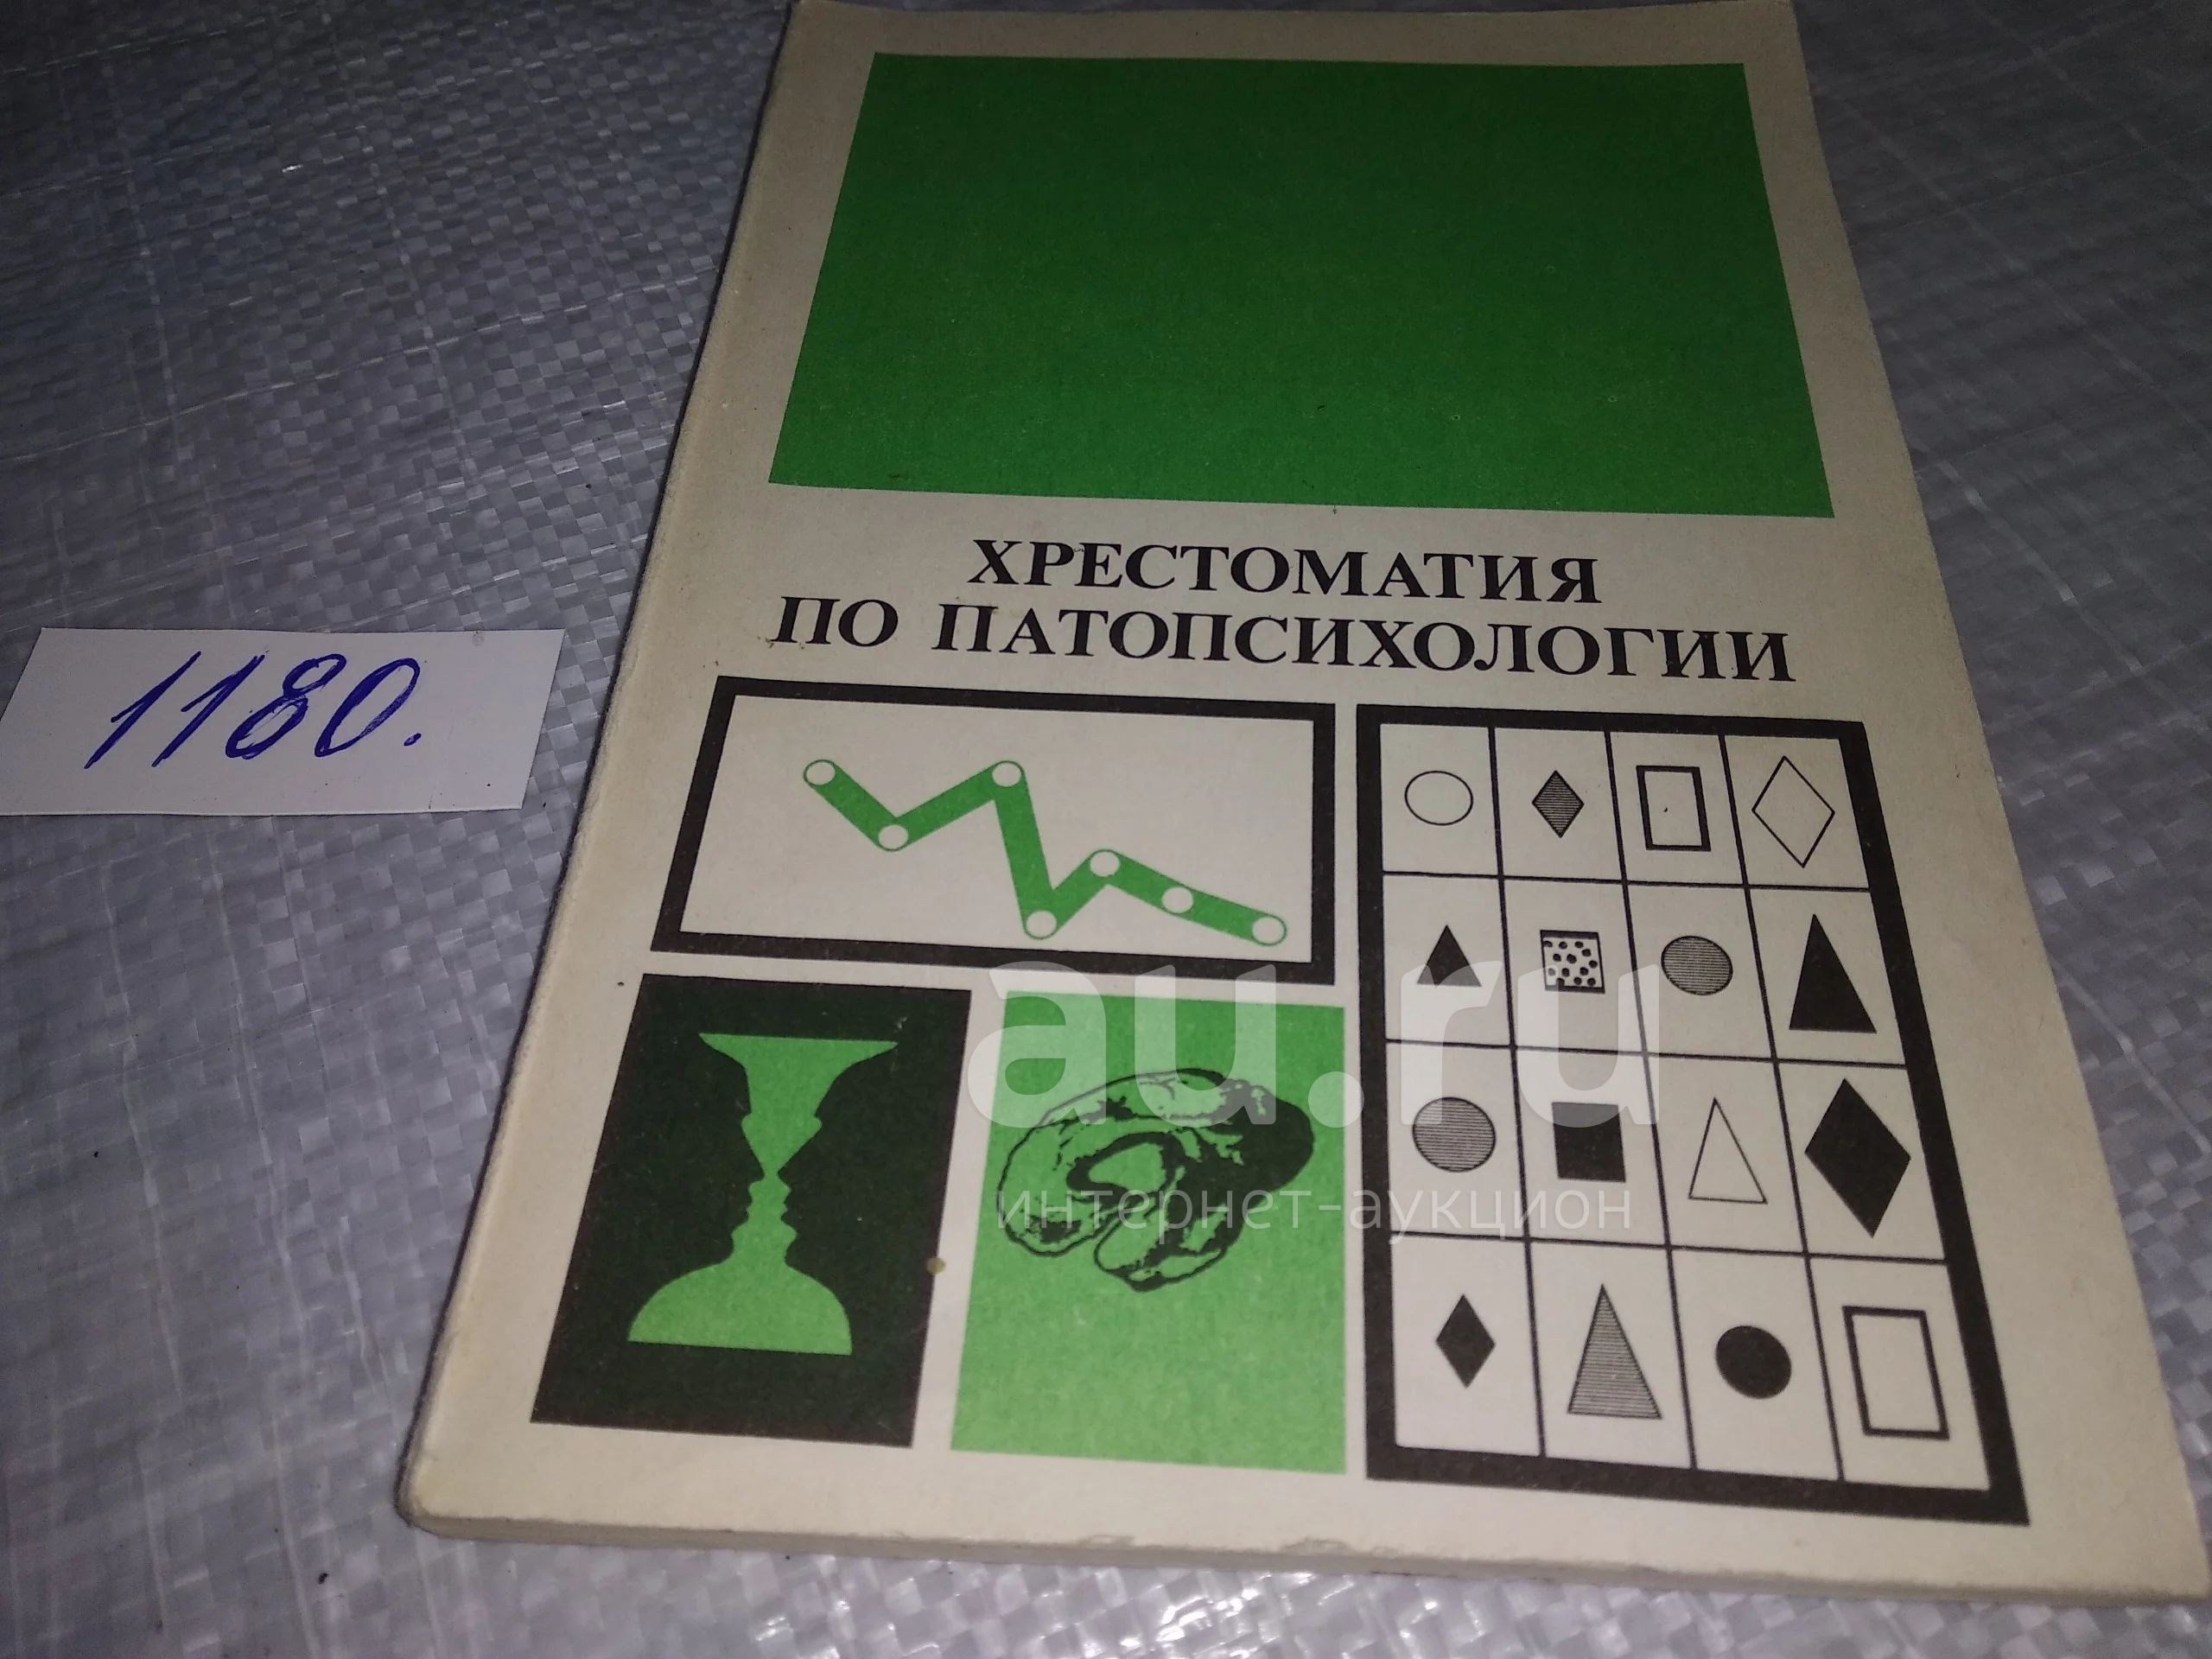 ХРЕСТОМАТИЯ
ПО ПАТОПСИХОЛОГИИ
1180.
au.ru
интернет-аукцион